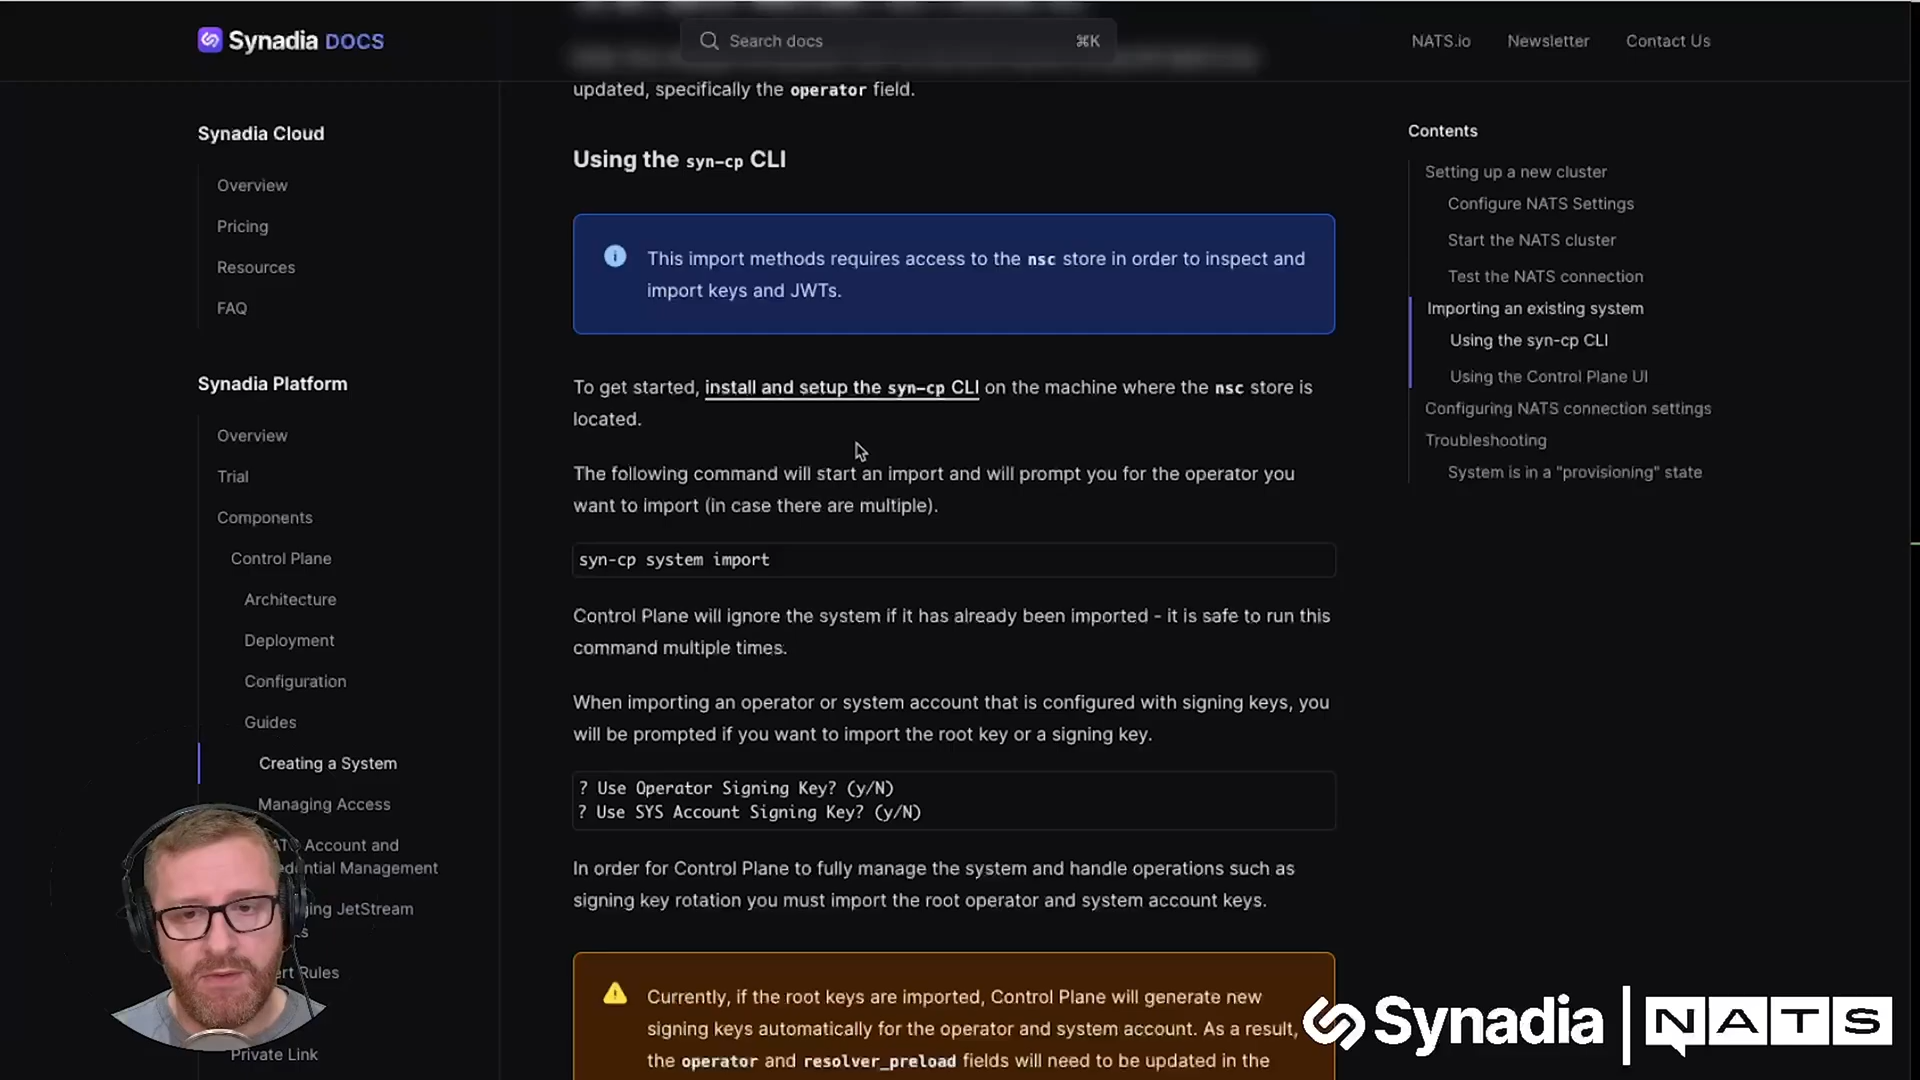 Synadia DOCS
Search docs
⌘K
NATS.io
Newsletter
Contact Us
Synadia Cloud
Overview
Pricing
Resources
FAQ
Synadia Platform
Overview
Trial
Components
Control Plane
Architecture
Deployment
Configuration
Guides
Creating a System
Managing Access
Account and
Management
JetStream
Rules
Private Link
updated, specifically the operator field.
Using the syn-cp CLI
This import methods requires access to the nsc store in order to inspect and
import keys and JWTs.
To get started, install and setup the syn-cp CLI on the machine where the nsc store is
located.
The following command will start an import and will prompt you for the operator you
want to import (in case there are multiple).
syn-cp system import
Control Plane will ignore the system if it has already been imported - it is safe to run this
command multiple times.
When importing an operator or system account that is configured with signing keys, you
will be prompted if you want to import the root key or a signing key.
? Use Operator Signing Key? (y/N)
? Use SYS Account Signing Key? (y/N)
In order for Control Plane to fully manage the system and handle operations such as
signing key rotation you must import the root operator and system account keys.
Currently, if the root keys are imported, Control Plane will generate new
signing keys automatically for the operator and system account. As a result,
the operator and resolver_preload fields will need to be updated in the
Contents
Setting up a new cluster
Configure NATS Settings
Start the NATS cluster
Test the NATS connection
Importing an existing system
Using the syn-cp CLI
Using the Control Plane UI
Configuring NATS connection settings
Troubleshooting
System is in a "provisioning" state
Synadia | NATS